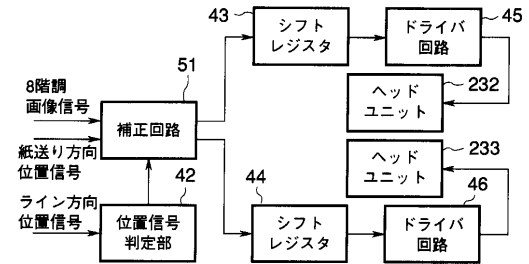 43
シフト
レジスタ
45
ドライバ
回路
51
8階調
画像信号
補正回路
紙送り方向
位置信号
ヘッド
ユニット
232
ヘッド
ユニット
233
ライン方向
位置信号
42
位置信号
判定部
44
シフト
レジスタ
46
ドライバ
回路